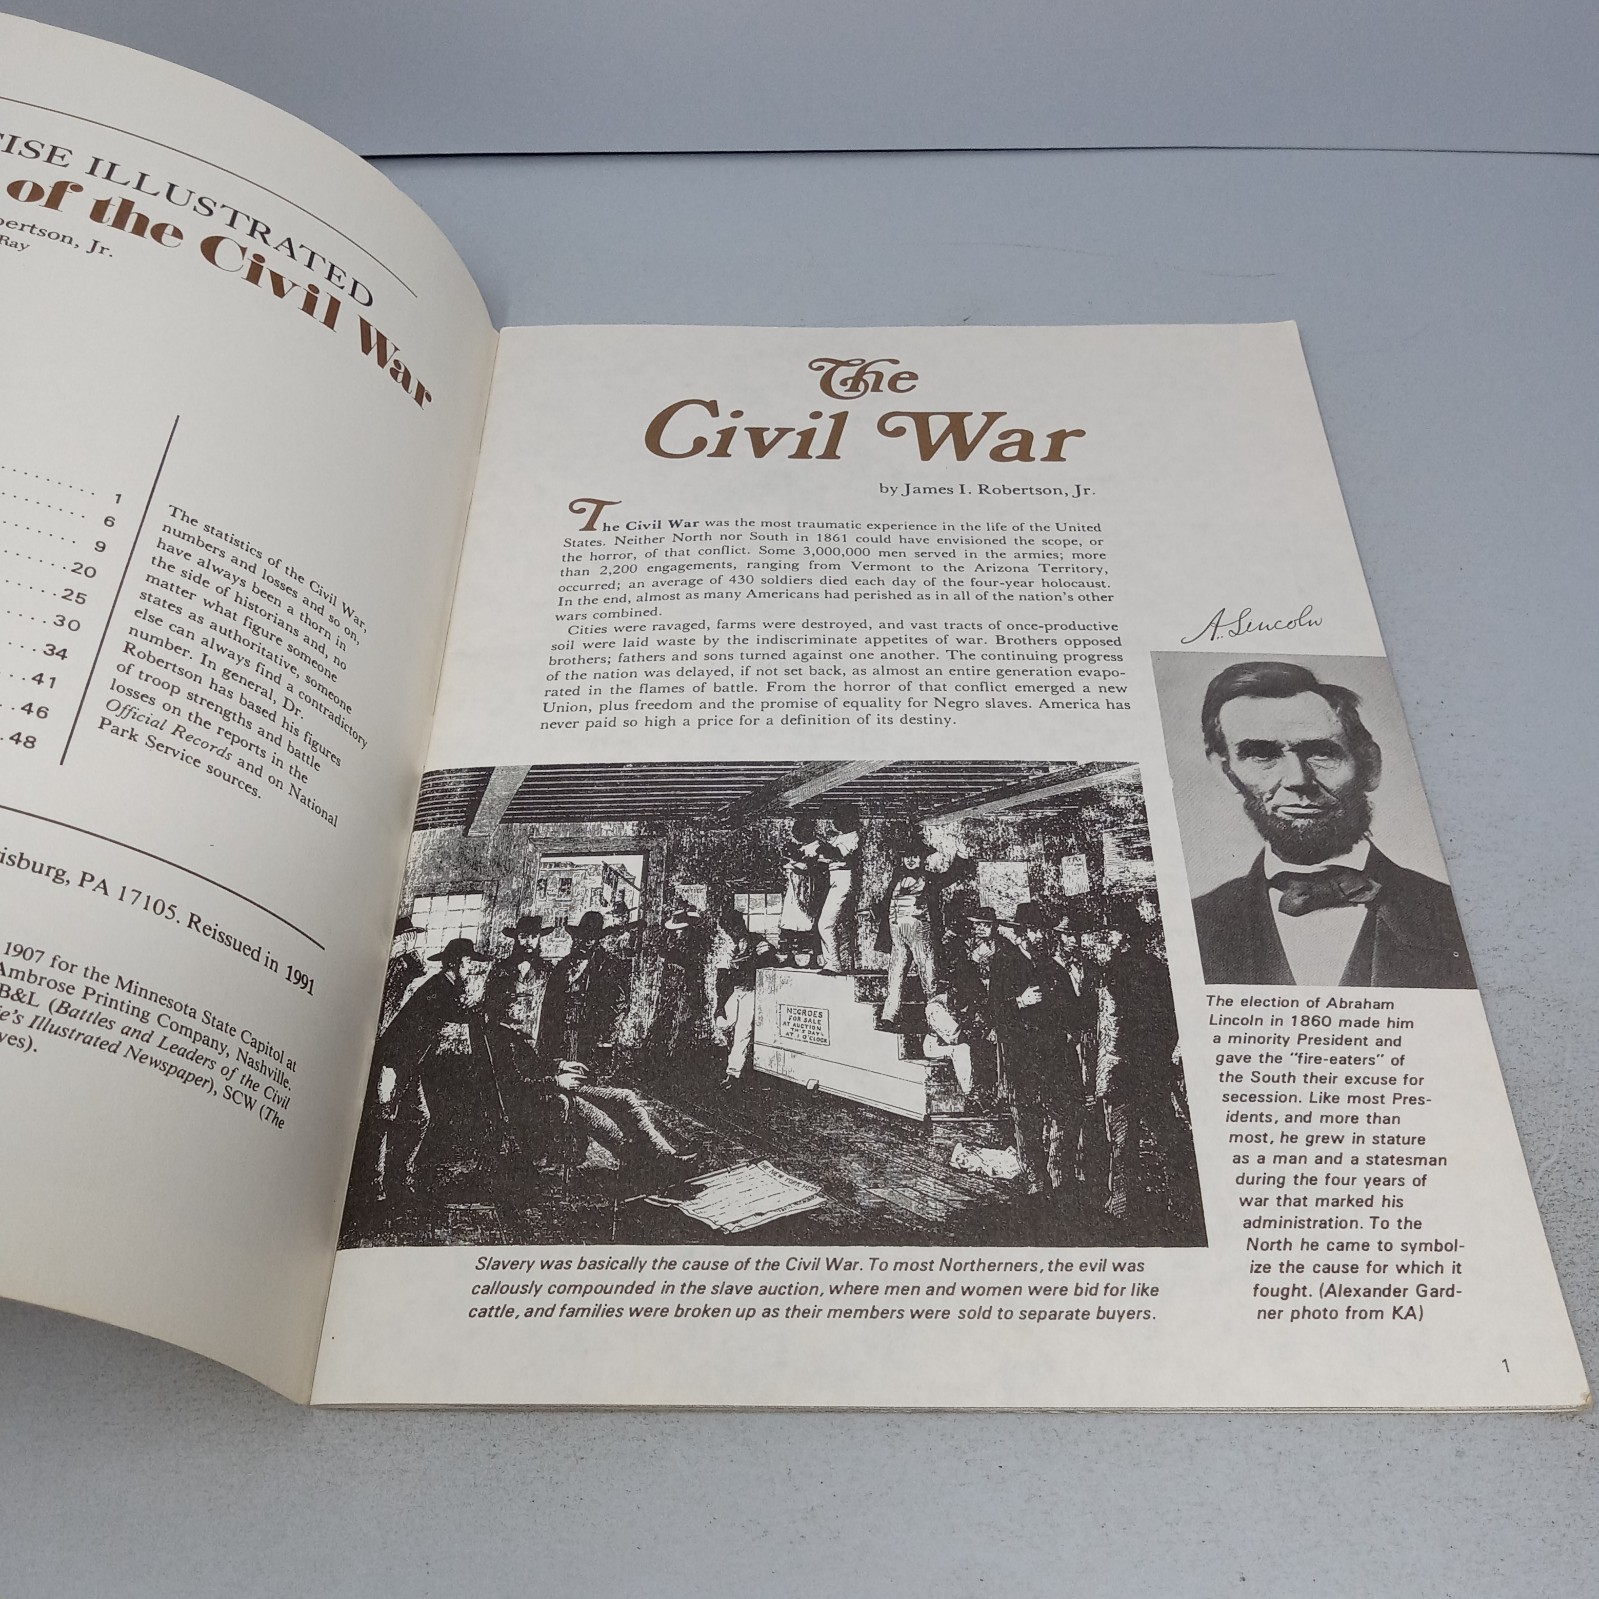 ISE ILLUSTRATED
of the Civil War
bertson, Jr.
Ray
1
6
9
20
25
30
34
41
46
48
The statistics of the Civil War,
numbers and losses and so on,
have always been a thorn in
the side of historians and, no
matter what figure someone
states as authoritative, someone
else can always find a contradictory
number. In general, Dr.
Robertson has based his figures
of troop strengths and battle
losses on the reports in the
Official Records and on National
Park Service sources.
isburg, PA 17105. Reissued in 1991
1907 for the Minnesota State Capitol at
Ambrose Printing Company, Nashville.
B&L (Battles and Leaders of the Civil
ie's Illustrated Newspaper), SCW (The
yes).
The
Civil War
by James I. Robertson, Jr.
The Civil War was the most traumatic experience in the life of the United
States. Neither North nor South in 1861 could have envisioned the scope, or
the horror, of that conflict. Some 3,000,000 men served in the armies; more
than 2,200 engagements, ranging from Vermont to the Arizona Territory,
occurred; an average of 430 soldiers died each day of the four-year holocaust.
In the end, almost as many Americans had perished as in all of the nation's other
wars combined.
Cities were ravaged, farms were destroyed, and vast tracts of once-productive
soil were laid waste by the indiscriminate appetites of war. Brothers opposed
brothers; fathers and sons turned against one another. The continuing progress
of the nation was delayed, if not set back, as almost an entire generation evapo-
rated in the flames of battle. From the horror of that conflict emerged a new
Union, plus freedom and the promise of equality for Negro slaves. America has
never paid so high a price for a definition of its destiny.
A. Lincoln
NEGROES
FOR SALE
AT AUCTION
THIS DAY
AT 1 O'CLOCK
Slavery was basically the cause of the Civil War. To most Northerners, the evil was
callously compounded in the slave auction, where men and women were bid for like
cattle, and families were broken up as their members were sold to separate buyers.
The election of Abraham
Lincoln in 1860 made him
a minority President and
gave the "fire-eaters" of
the South their excuse for
secession. Like most Pres-
idents, and more than
most, he grew in stature
as a man and a statesman
during the four years of
war that marked his
administration. To the
North he came to symbol-
ize the cause for which it
fought. (Alexander Gard-
ner photo from KA)
1